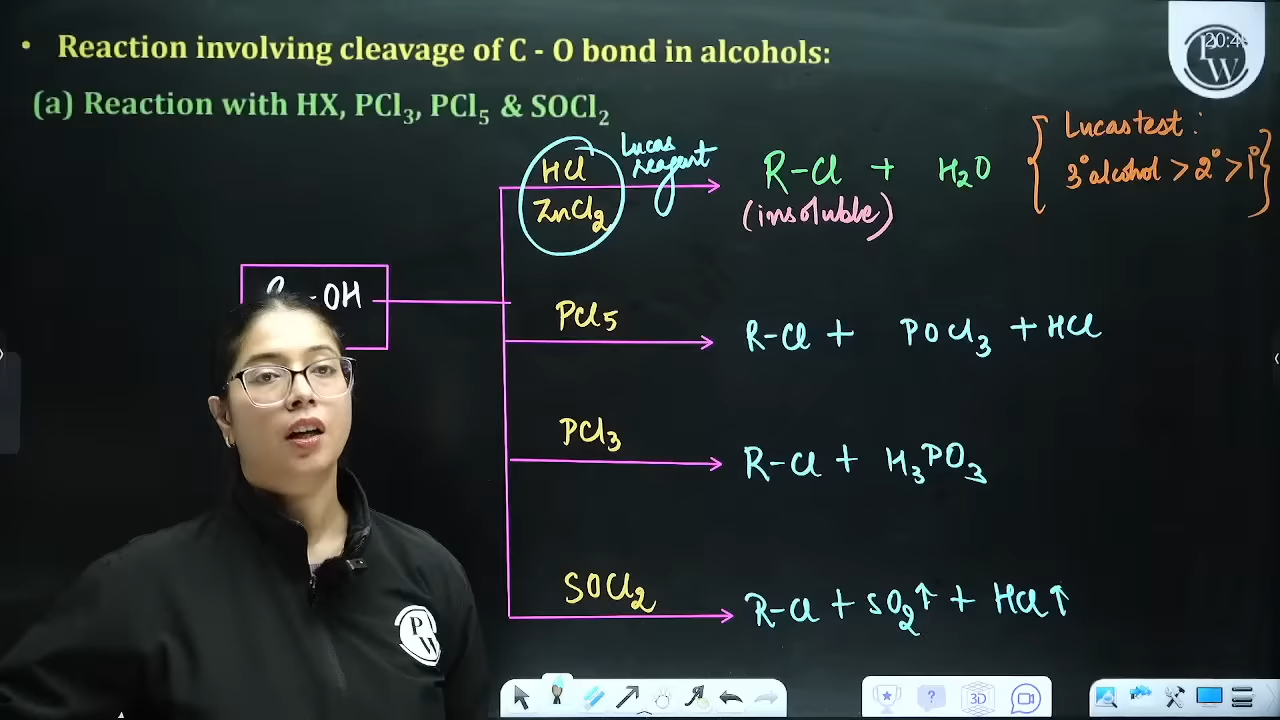 • Reaction involving cleavage of C - O bond in alcohols:
(a) Reaction with HX, PCl₃, PCl₅ & SOCl₂
HCl
ZnCl₂
Lucas reagent
R-Cl + H₂O
(insoluble)
{ Lucas test :
3° alcohol > 2° > 1° }
-OH
PCl₅
R-Cl + POCl₃ + HCl
PCl₃
R-Cl + H₃PO₃
SOCl₂
R-Cl + SO₂↑ + HCl↑
P
W
P
W
?
3D